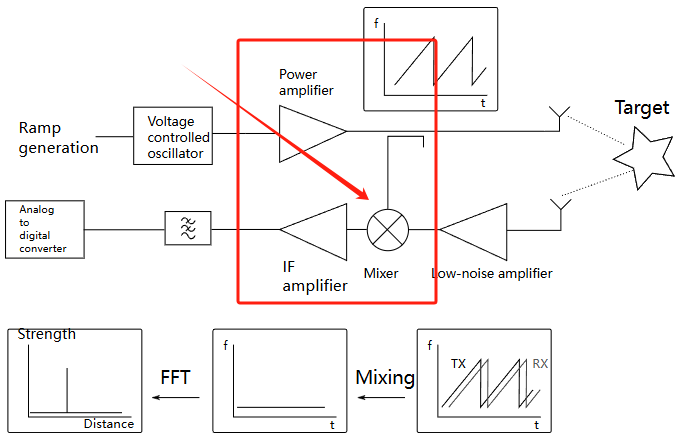 f
t
Power
amplifier
Target
Ramp
generation
Voltage
controlled
oscillator
Analog
to
digital
converter
IF
amplifier
Mixer
Low-noise amplifier
Strength
Distance
FFT
f
t
Mixing
f
TX
RX
t